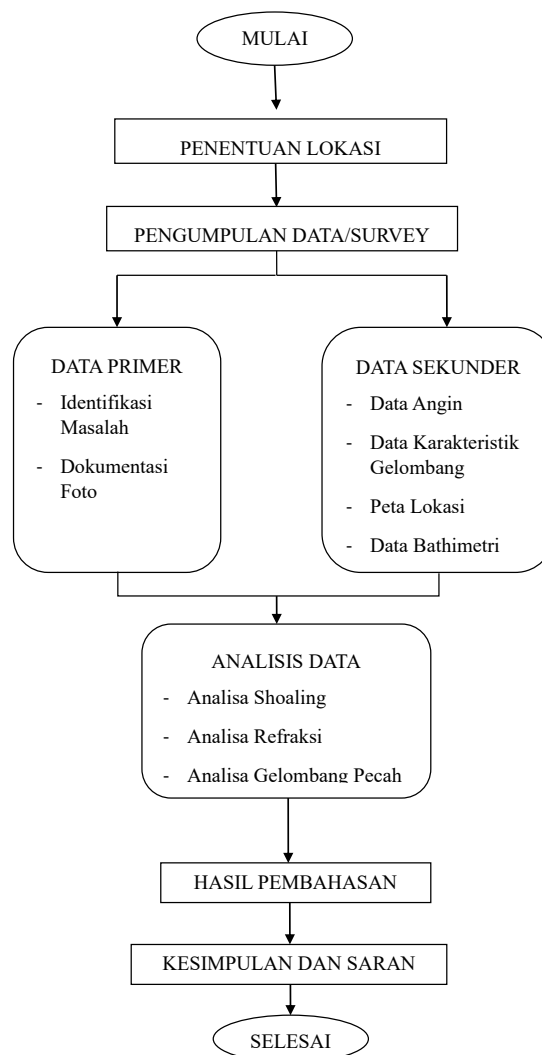 MULAI
PENENTUAN LOKASI
PENGUMPULAN DATA/SURVEY
DATA PRIMER
- Identifikasi
Masalah
- Dokumentasi
Foto
DATA SEKUNDER
- Data Angin
- Data Karakteristik
Gelombang
- Peta Lokasi
- Data Bathimetri
ANALISIS DATA
- Analisa Shoaling
- Analisa Refraksi
- Analisa Gelombang Pecah
HASIL PEMBAHASAN
KESIMPULAN DAN SARAN
SELESAI